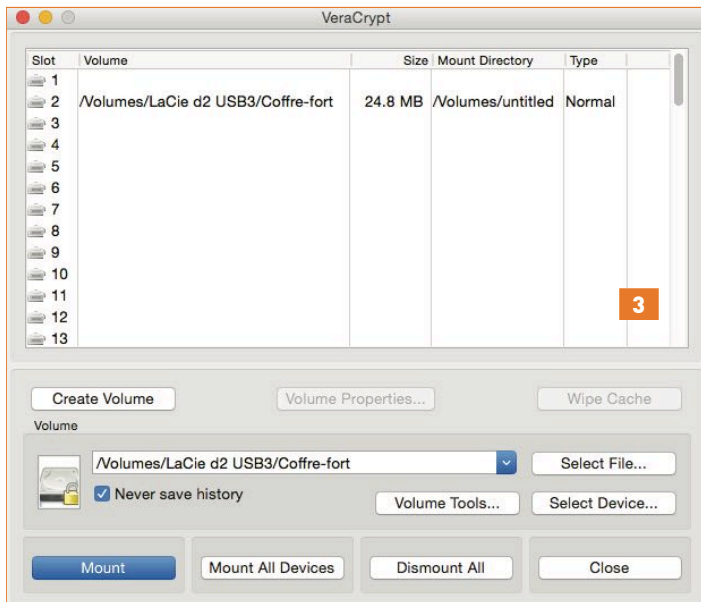 VeraCrypt
Slot Volume Size Mount Directory Type
1
2 /Volumes/LaCie d2 USB3/Coffre-fort 24.8 MB /Volumes/untitled Normal
3
4
5
6
7
8
9
10
11
12
13
3
Create Volume Volume Properties... Wipe Cache
Volume
/Volumes/LaCie d2 USB3/Coffre-fort Select File...
Never save history Volume Tools... Select Device...
Mount Mount All Devices Dismount All Close